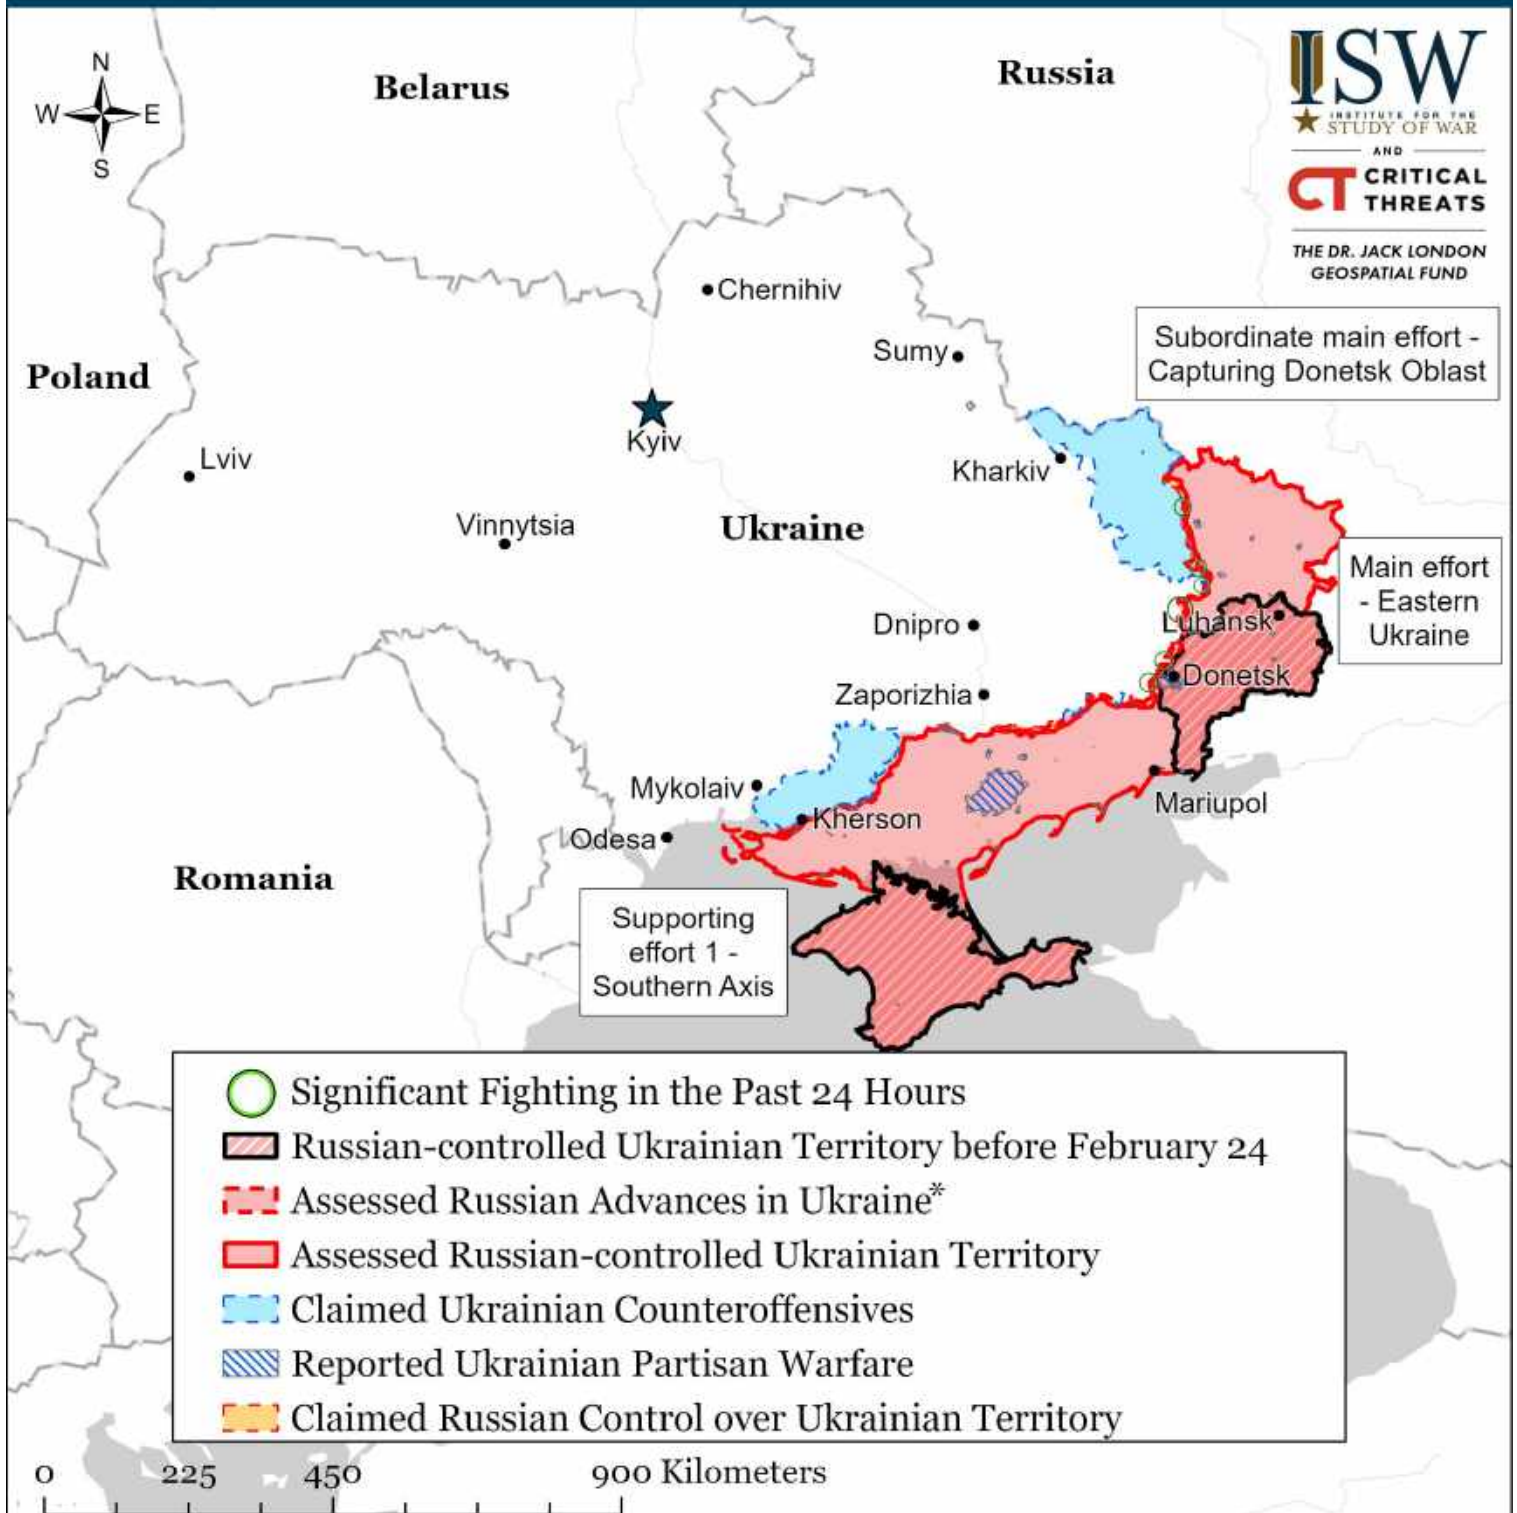 N
W E
S
Belarus
Russia
ISW
INSTITUTE FOR THE
STUDY OF WAR
AND
CT CRITICAL
THREATS
THE DR. JACK LONDON
GEOSPATIAL FUND
Chernihiv
Subordinate main effort -
Capturing Donetsk Oblast
Sumy
Poland
Kyiv
Lviv
Kharkiv
Vinnytsia
Ukraine
Main effort
- Eastern
Ukraine
Dnipro
Luhansk
Donetsk
Zaporizhia
Mykolaiv
Mariupol
Kherson
Odesa
Romania
Supporting
effort 1 -
Southern Axis
Significant Fighting in the Past 24 Hours
Russian-controlled Ukrainian Territory before February 24
Assessed Russian Advances in Ukraine*
Assessed Russian-controlled Ukrainian Territory
Claimed Ukrainian Counteroffensives
Reported Ukrainian Partisan Warfare
Claimed Russian Control over Ukrainian Territory
0 225 450 900 Kilometers